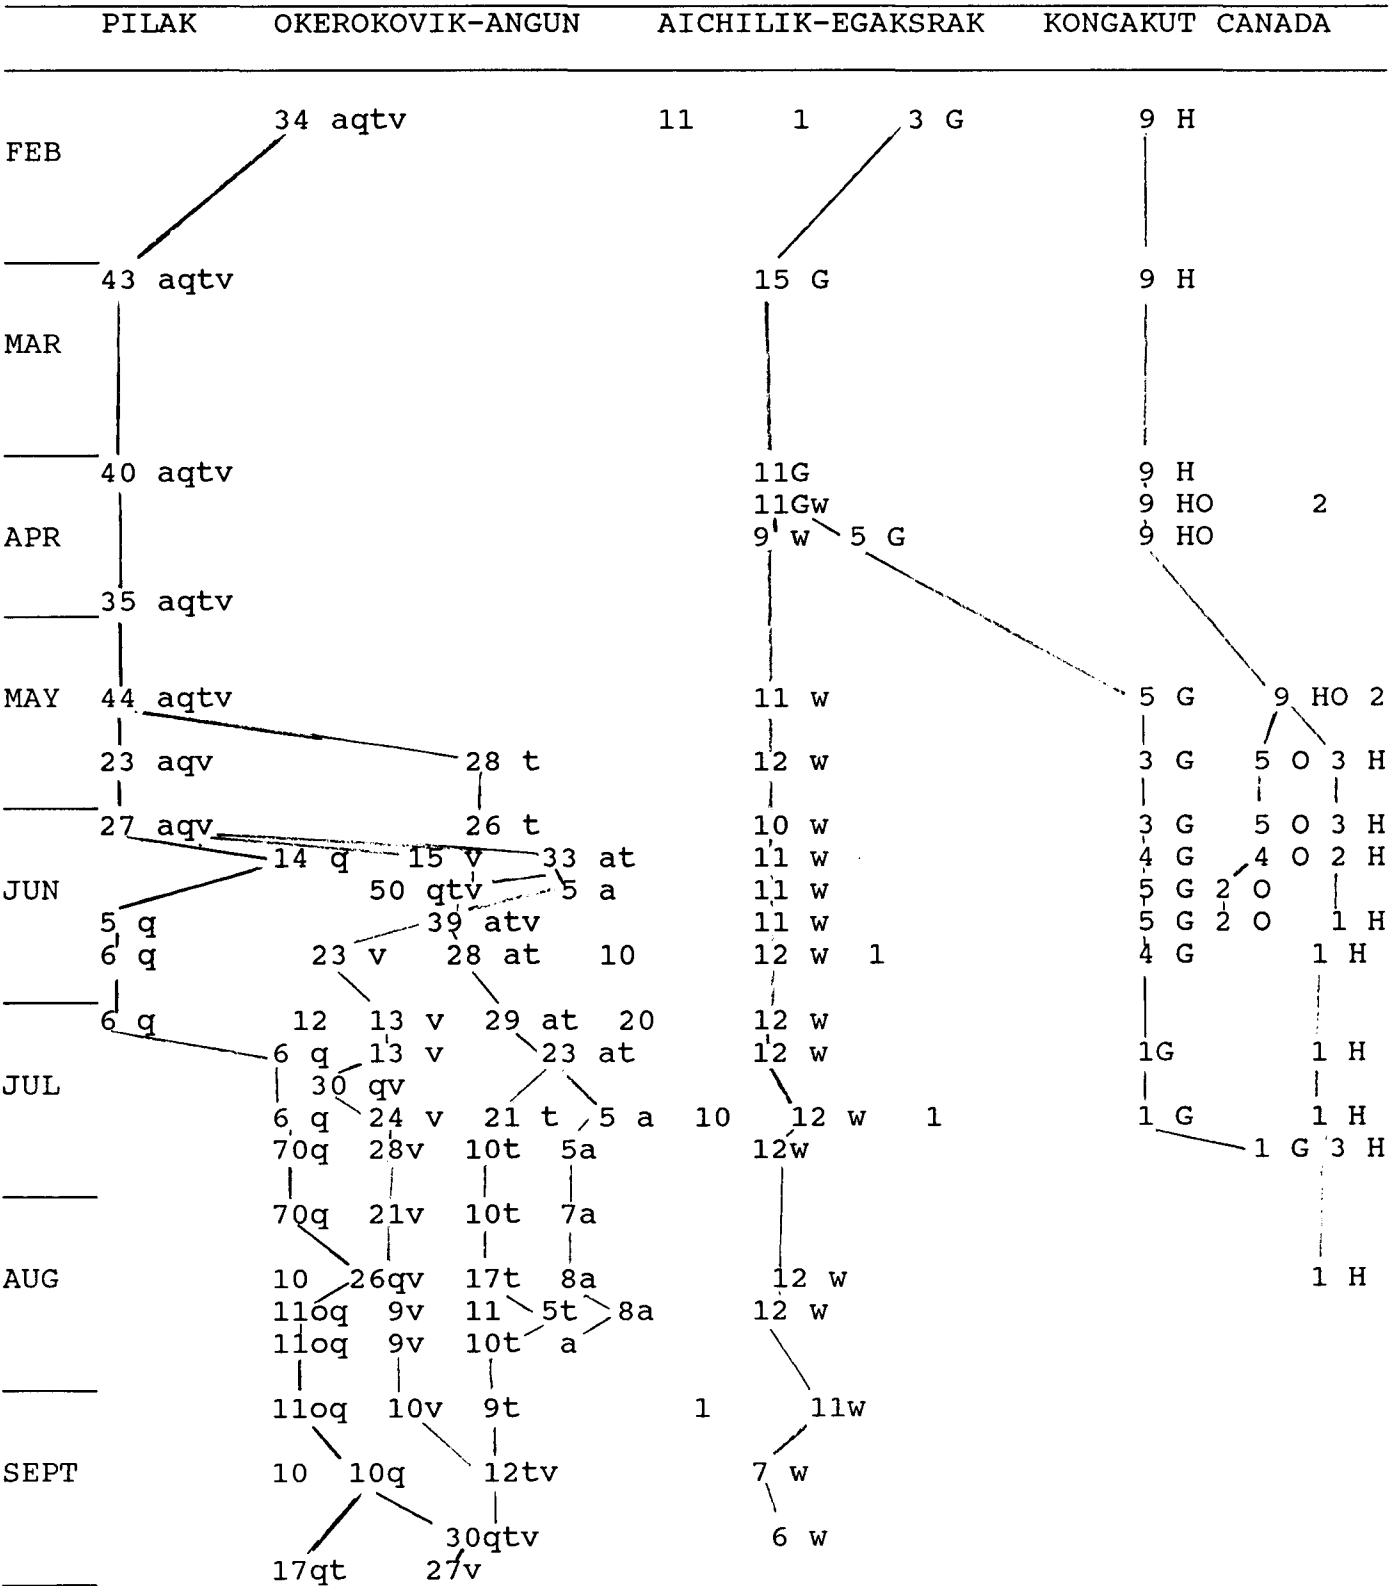 PILAK OKEROKOVIK-ANGUN AICHILIK-EGAKSRAK KONGAKUT CANADA
34 aqtv 11 1 3 G 9 H
FEB
43 aqtv 15 G 9 H
MAR
40 aqtv 11G 9 H
11Gw 9 HO 2
APR 9 w 5 G 9 HO
35 aqtv
MAY 44 aqtv 11 w 5 G 9 HO 2
23 aqv 28 t 12 w 3 G 5 O 3 H
27 aqv 26 t 10 w 3 G 5 O 3 H
14 q 15 v 33 at 11 w 4 G 4 O 2 H
JUN 50 qtv 5 a 11 w 5 G 2 O
5 q 39 atv 11 w 5 G 2 O 1 H
6 q 23 v 28 at 10 12 w 1 4 G 1 H
6 q 12 13 v 29 at 20 12 w
6 q 13 v 23 at 12 w 1G 1 H
JUL 30 qv
6 q 24 v 21 t 5 a 10 12 w 1 1 G 1 H
70q 28v 10t 5a 12w 1 G 3 H
70q 21v 10t 7a
AUG 10 26qv 17t 8a 12 w 1 H
11oq 9v 11 5t 8a 12 w
11oq 9v 10t a
11oq 10v 9t 1 11w
SEPT 10 10q 12tv 7 w
30qtv 6 w
17qt 27v